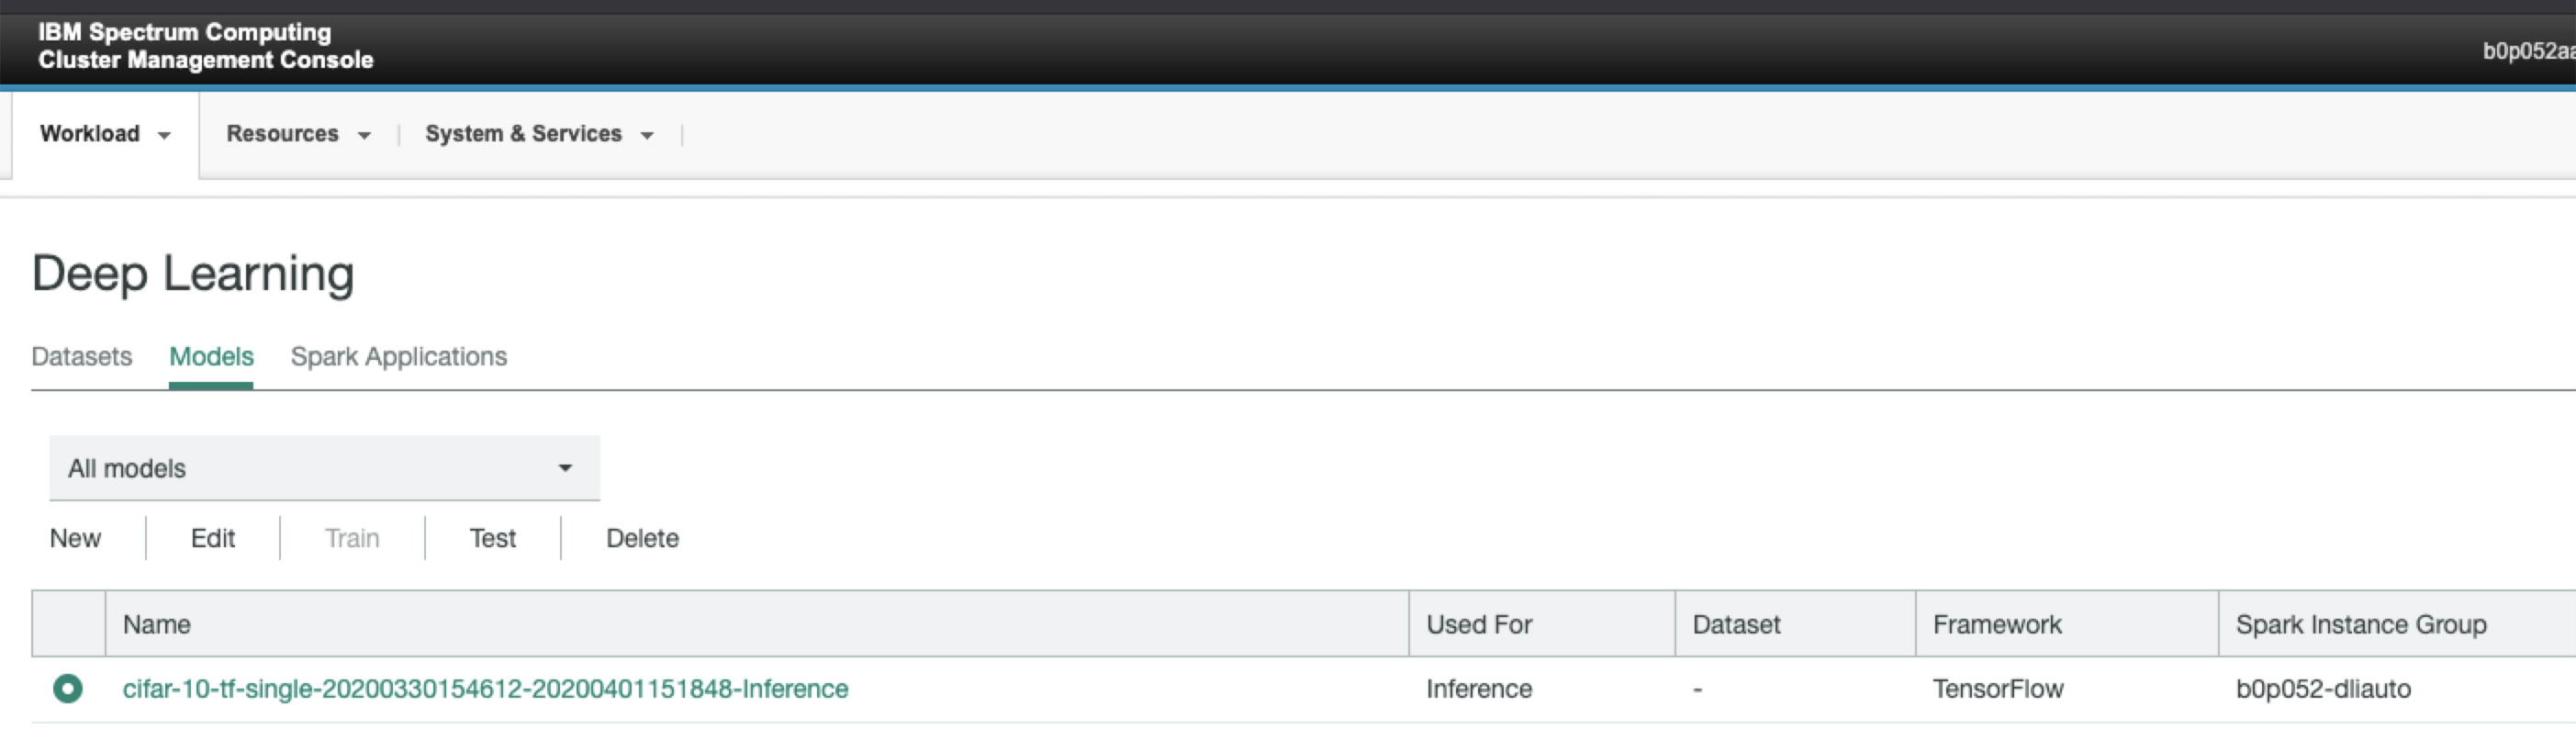 IBM Spectrum Computing
Cluster Management Console
b0p052aa
Workload Resources System & Services
Deep Learning
Datasets Models Spark Applications
All models
New Edit Train Test Delete
Name Used For Dataset Framework Spark Instance Group
cifar-10-tf-single-20200330154612-20200401151848-Inference Inference - TensorFlow b0p052-dliauto